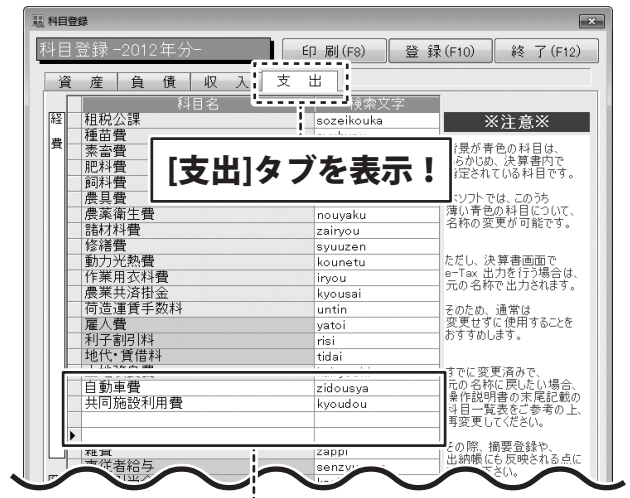 科目登録
科目登録 -2012年分-
印 刷(F8)
登 録(F10)
終 了(F12)
資 産
負 債
収 入
支 出
科目名
検索文字
経費
租税公課 sozeikouka
種苗費
素畜費
肥料費
飼料費
農具費
農薬衛生費 nouyaku
諸材料費 zairyou
修繕費 syuuzen
動力光熱費 kounetu
作業用衣料費 iryou
農業共済掛金 kyousai
荷造運賃手数料 untin
雇人費 yatoi
利子割引料 risi
地代・賃借料 tidai
自動車費 zidousya
共同施設利用費 kyoudou
雑費 zappi
専従者給与
[支出]タブを表示！
※注意※
背景が青色の科目は、
あらかじめ、決算書内で
指定されている科目です。
本ソフトでは、このうち
薄い青色の科目について、
名称の変更が可能です。
ただし、決算書画面で
e-Tax 出力を行う場合は、
元の名称で出力されます。
そのため、通常は
変更せずに使用することを
おすすめします。
すでに変更済みで、
元の名称に戻したい場合、
操作説明書の末尾記載の
科目一覧表をご参考の上、
再変更してください。
その際、摘要登録や、
出納帳にも反映される点に